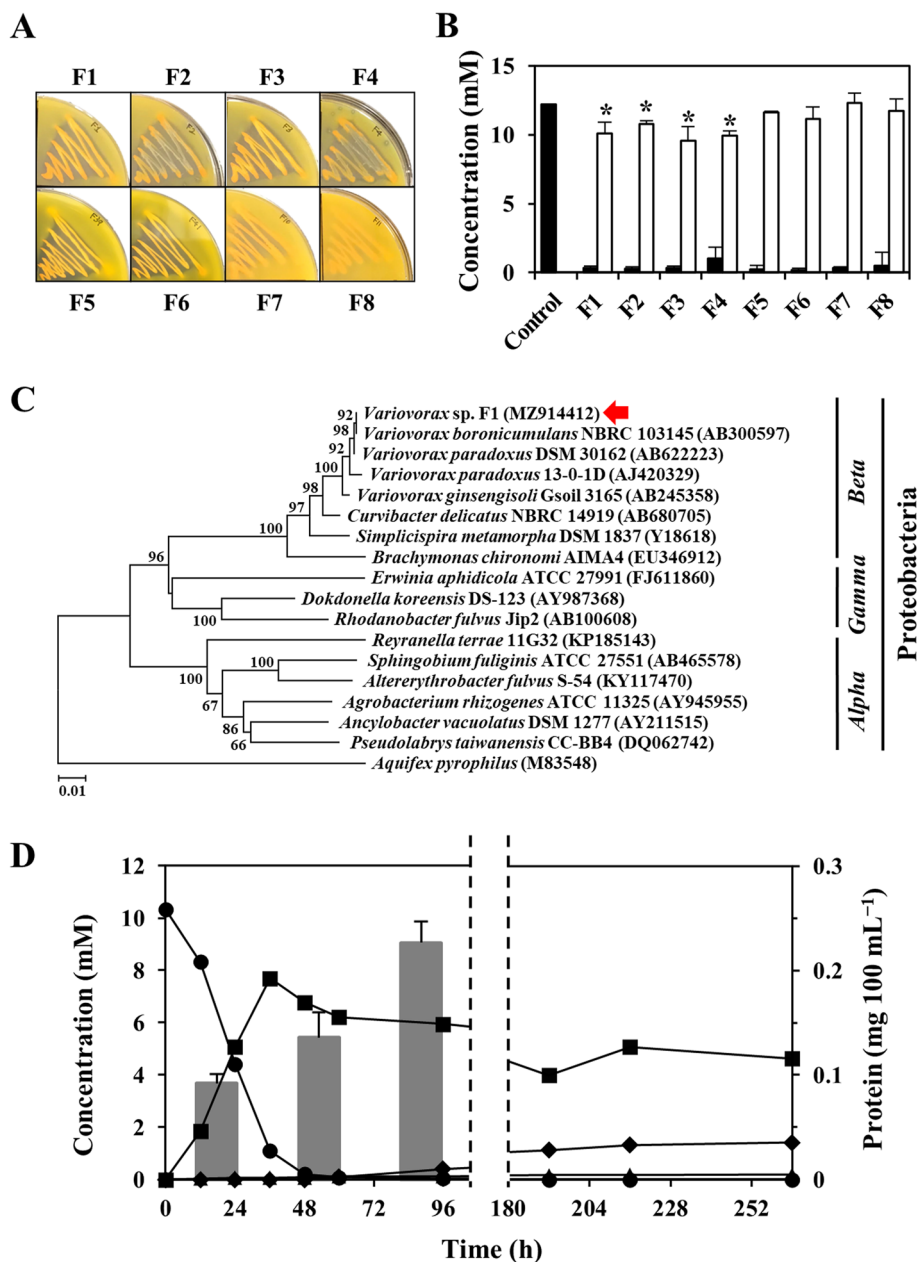 A
F1 F2 F3 F4
F1 F2 F3 F4
F5 F6 F7 F8
B
Concentration (mM)
15
10
5
0
* * * *
Control F1 F2 F3 F4 F5 F6 F7 F8
C
92 Variovorax sp. F1 (MZ914412)
98 Variovorax boronicumulans NBRC 103145 (AB300597)
92 Variovorax paradoxus DSM 30162 (AB622223)
100 Variovorax paradoxus 13-0-1D (AJ420329)
98 Variovorax ginsengisoli Gsoil 3165 (AB245358)
97 Curvibacter delicatus NBRC 14919 (AB680705)
100 Simplicispira metamorpha DSM 1837 (Y18618)
96 Brachymonas chironomi AIMA4 (EU346912)
Erwinia aphidicola ATCC 27991 (FJ611860)
Dokdonella koreensis DS-123 (AY987368)
100 Rhodanobacter fulvus Jip2 (AB100608)
Reyranella terrae 11G32 (KP185143)
100 100 Sphingobium fuliginis ATCC 27551 (AB465578)
Altererythrobacter fulvus S-54 (KY117470)
67 Agrobacterium rhizogenes ATCC 11325 (AY945955)
86 Ancylobacter vacuolatus DSM 1277 (AY211515)
66 Pseudolabrys taiwanensis CC-BB4 (DQ062742)
Aquifex pyrophilus (M83548)
0.01
Beta
Gamma
Alpha
Proteobacteria
D
Concentration (mM)
12
10
8
6
4
2
0
0 24 48 72 96 180 204 228 252
Time (h)
0.3
0.2
0.1
0
Protein (mg 100 mL⁻¹)